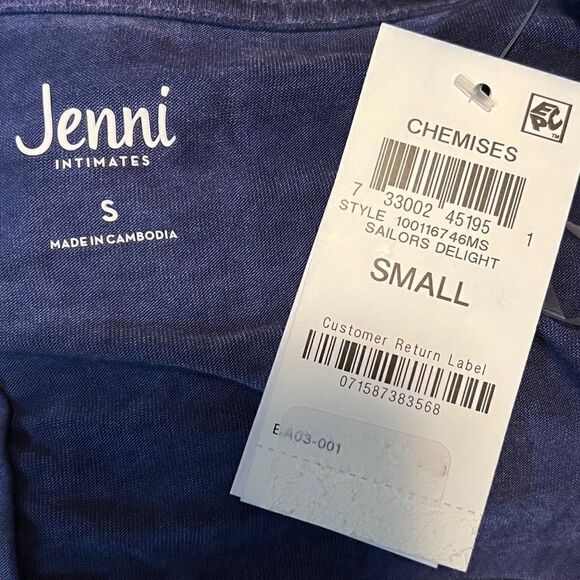 Jenni
INTIMATES
S
MADE IN CAMBODIA
EPC™
CHEMISES
7 33002 45195 1
STYLE 100116746MS
SAILORS DELIGHT
SMALL
Customer Return Label
071587383568
BA03-001